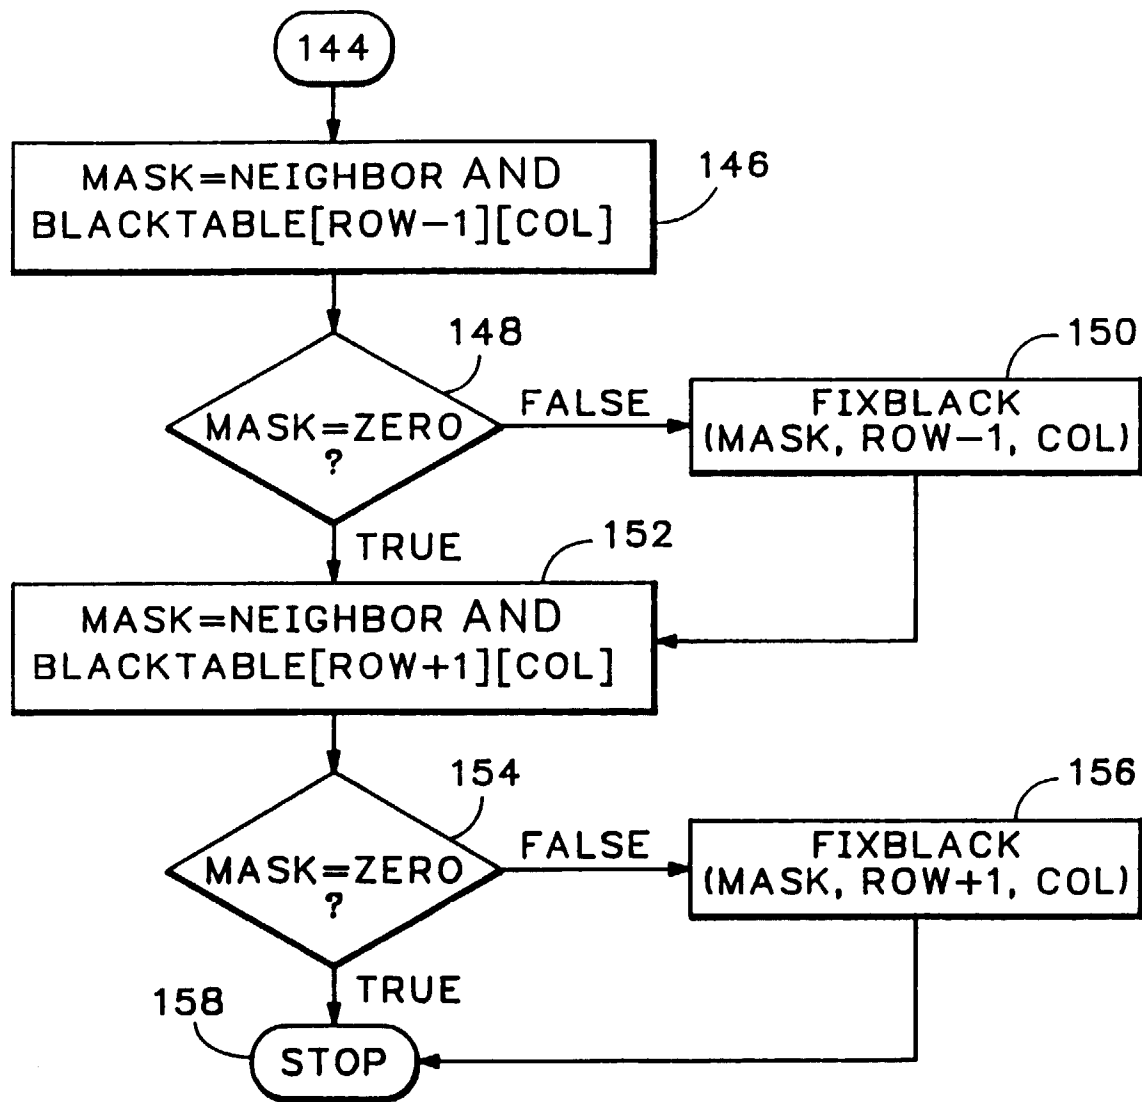 144
MASK=NEIGHBOR AND
BLACKTABLE[ROW−1][COL]
146
148
MASK=ZERO
?
FALSE
150
FIXBLACK
(MASK, ROW−1, COL)
TRUE
152
MASK=NEIGHBOR AND
BLACKTABLE[ROW+1][COL]
154
MASK=ZERO
?
FALSE
156
FIXBLACK
(MASK, ROW+1, COL)
TRUE
158
STOP